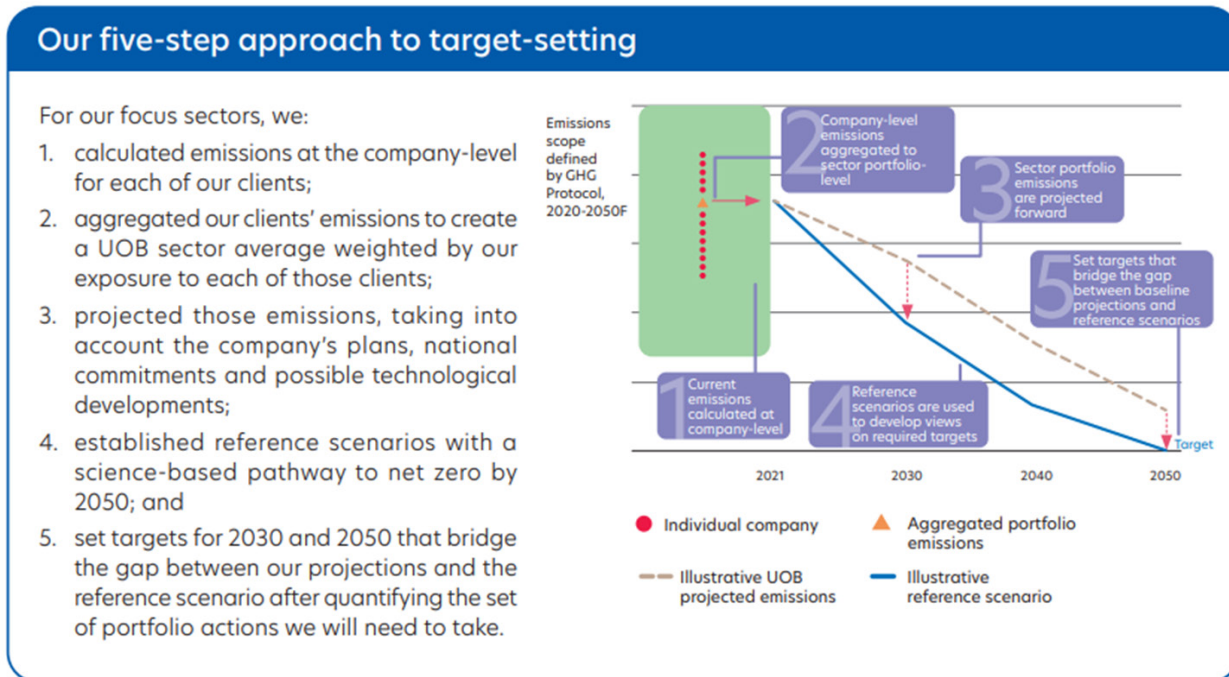 Our five-step approach to target-setting
For our focus sectors, we:
1. calculated emissions at the company-level
for each of our clients;
2. aggregated our clients' emissions to create
a UOB sector average weighted by our
exposure to each of those clients;
3. projected those emissions, taking into
account the company's plans, national
commitments and possible technological
developments;
4. established reference scenarios with a
science-based pathway to net zero by
2050; and
5. set targets for 2030 and 2050 that bridge
the gap between our projections and the
reference scenario after quantifying the set
of portfolio actions we will need to take.
Emissions
scope
defined
by GHG
Protocol,
2020-2050F
2
Company-level
emissions
aggregated to
sector portfolio-
level
3
Sector portfolio
emissions
are projected
forward
5
Set targets that
bridge the gap
between baseline
projections and
reference scenarios
1
Current
emissions
calculated at
company-level
4
Reference
scenarios are used
to develop views
on required targets
Target
2021
2030
2040
2050
Individual company
Aggregated portfolio
emissions
Illustrative UOB
projected emissions
Illustrative
reference scenario